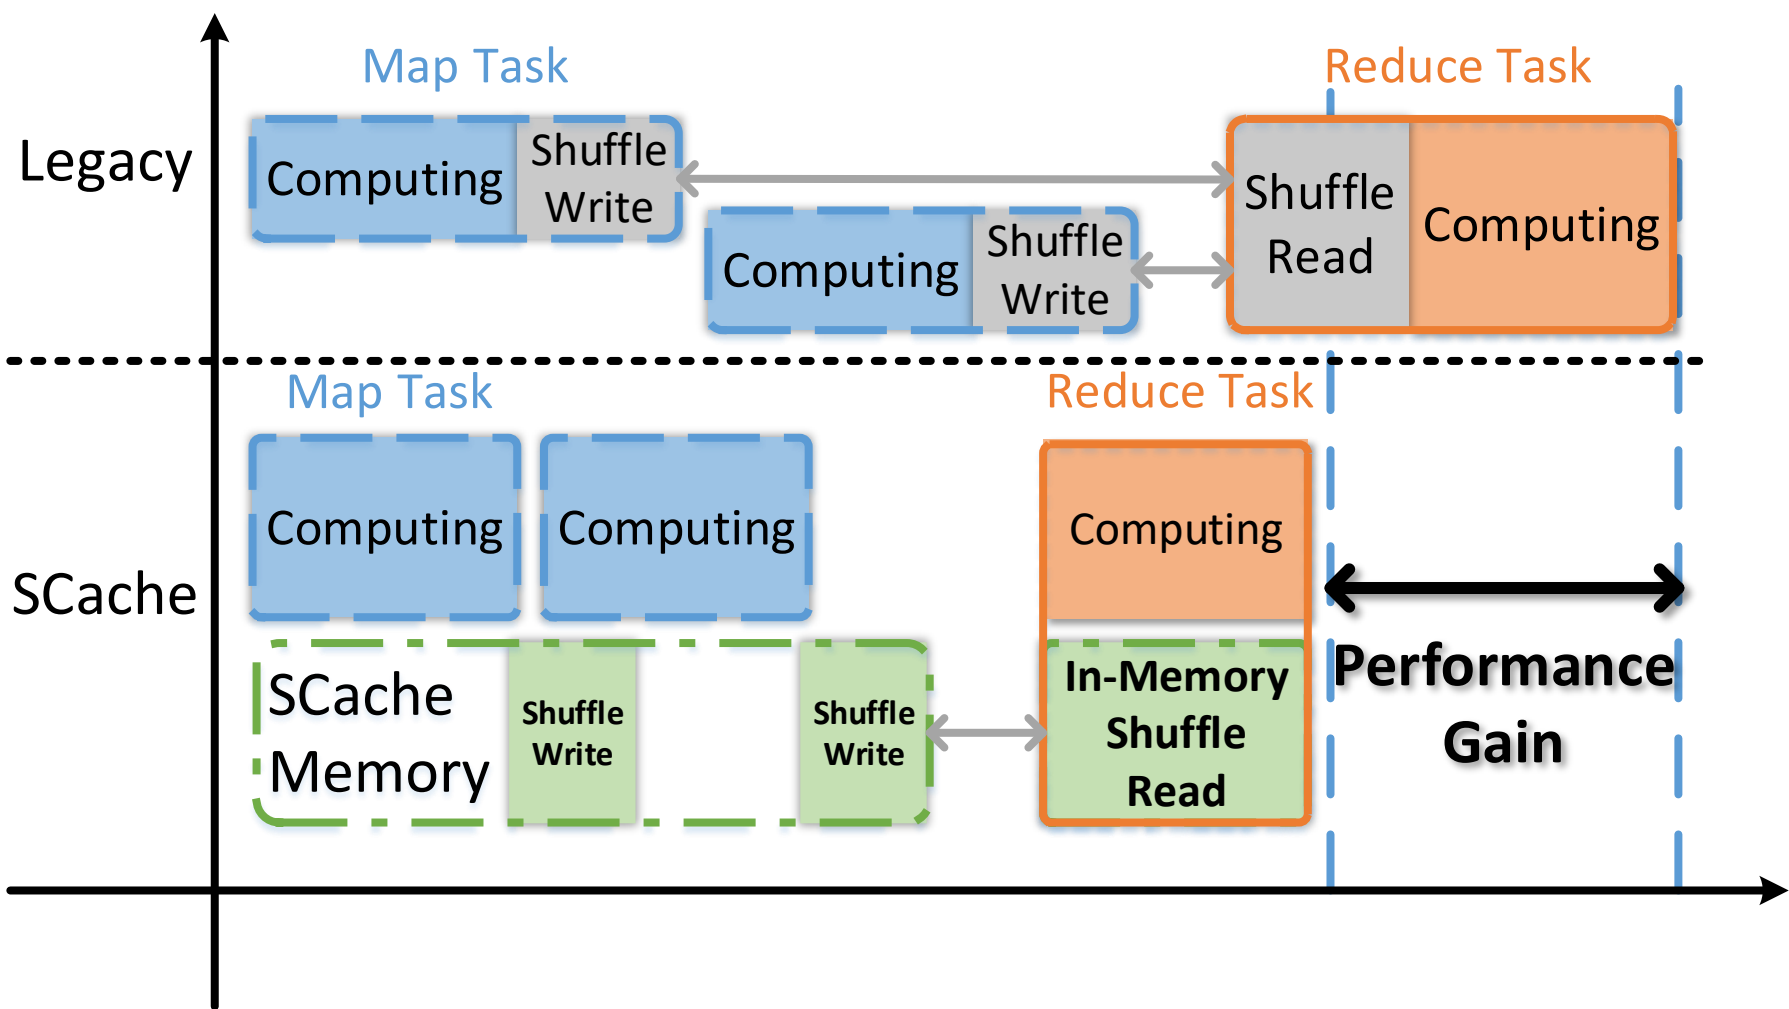 Map Task
Reduce Task
Legacy
Computing
Shuffle
Write
Computing
Shuffle
Write
Shuffle
Read
Computing
Map Task
Reduce Task
SCache
Computing
Computing
Computing
SCache
Memory
Shuffle
Write
Shuffle
Write
In-Memory
Shuffle
Read
Performance
Gain